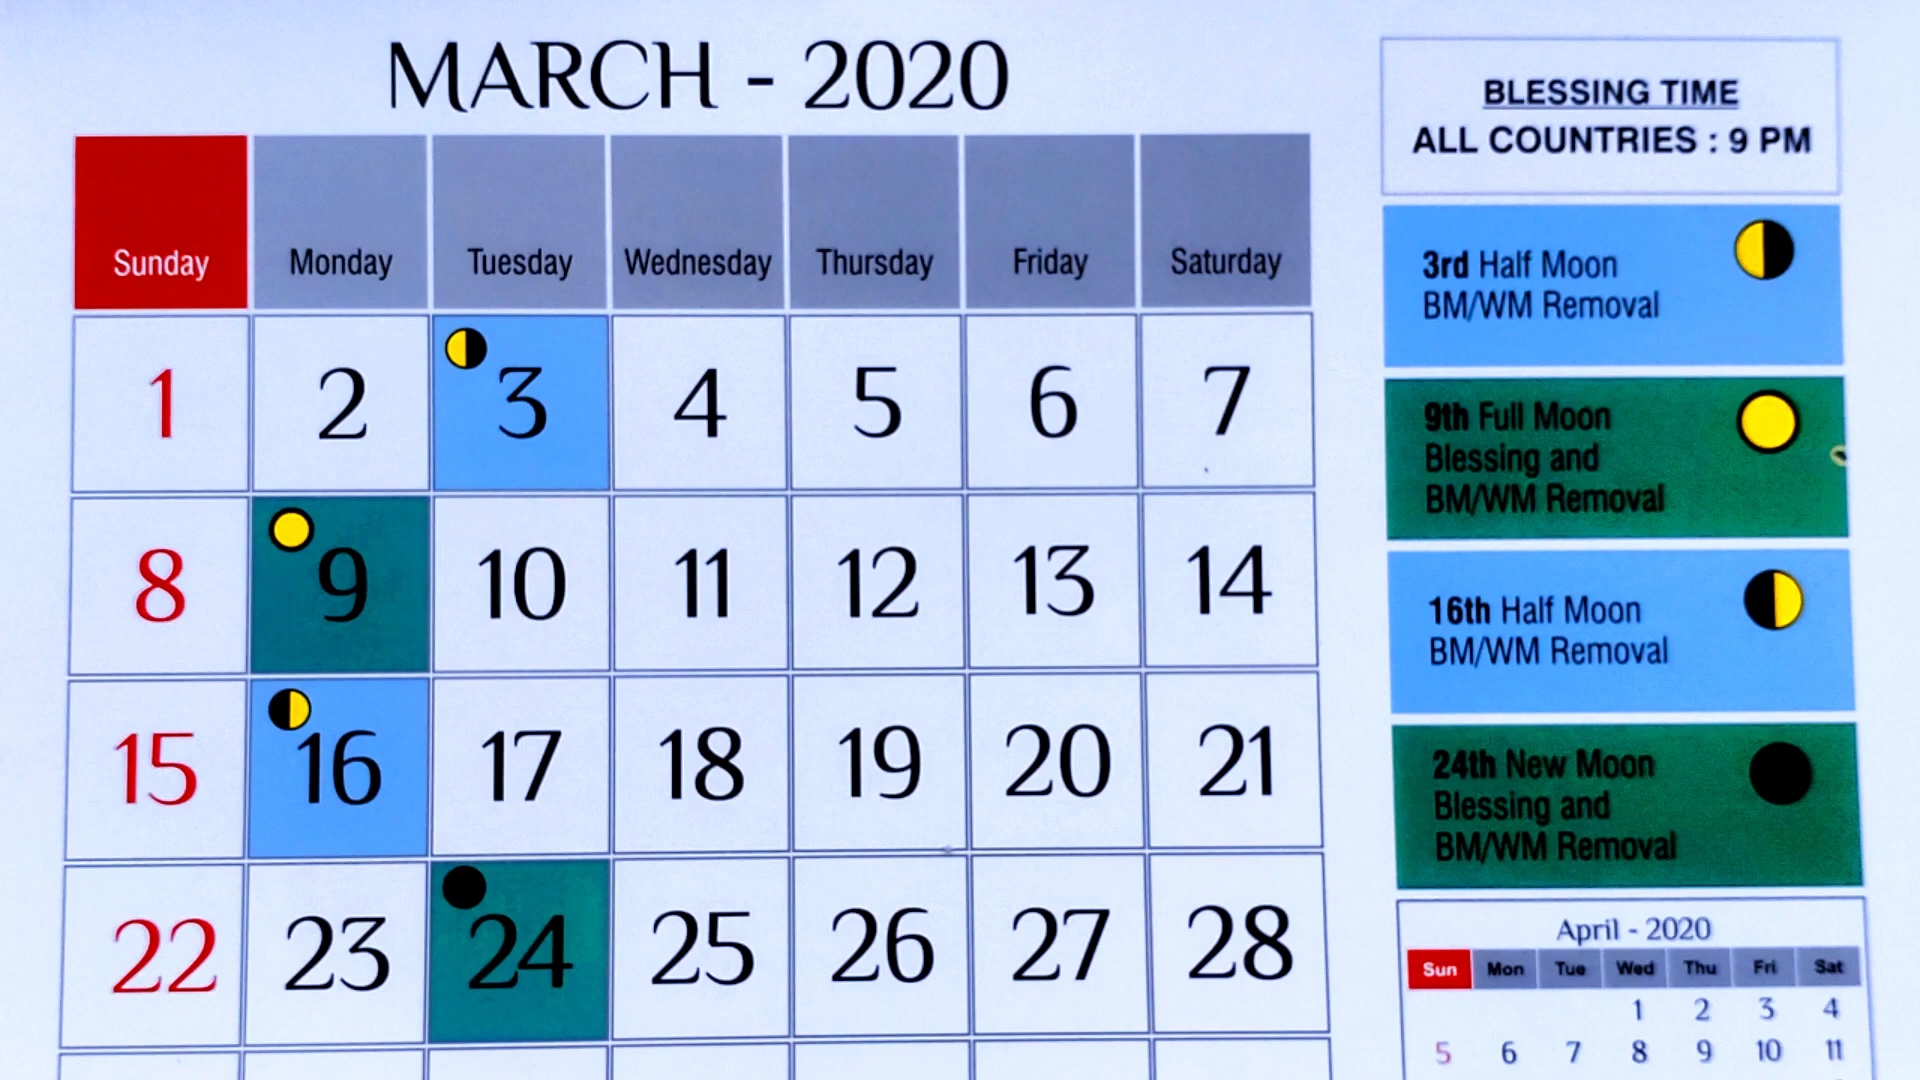 MARCH - 2020
Sunday Monday Tuesday Wednesday Thursday Friday Saturday
1 2 3 4 5 6 7
8 9 10 11 12 13 14
15 16 17 18 19 20 21
22 23 24 25 26 27 28
BLESSING TIME
ALL COUNTRIES : 9 PM
3rd Half Moon
BM/WM Removal
9th Full Moon
Blessing and
BM/WM Removal
16th Half Moon
BM/WM Removal
24th New Moon
Blessing and
BM/WM Removal
April - 2020
Sun Mon Tue Wed Thu Fri Sat
1 2 3 4
5 6 7 8 9 10 11